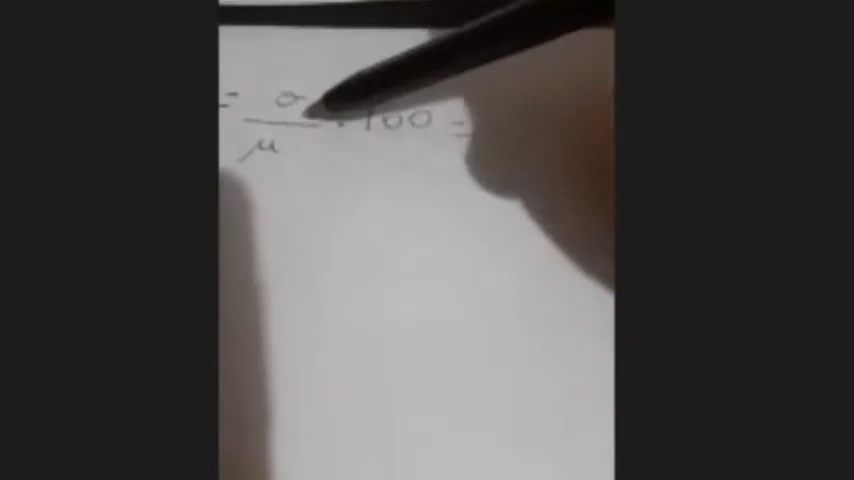 = σ
μ · 100 =